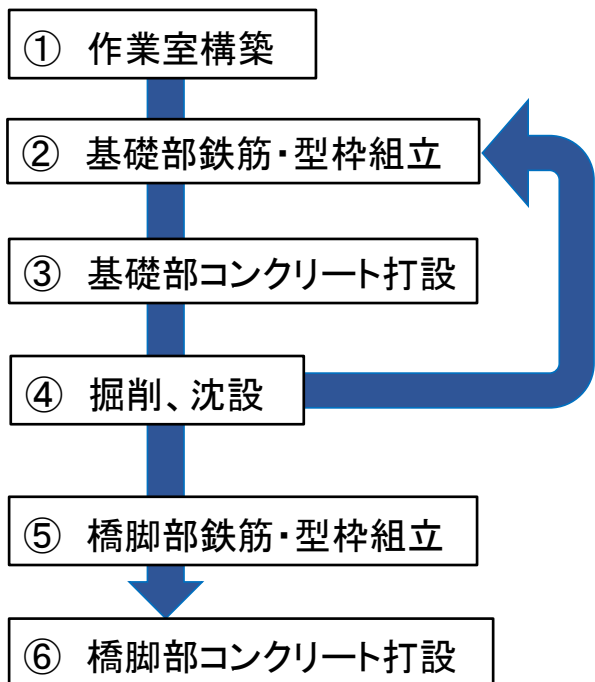 ① 作業室構築
② 基礎部鉄筋・型枠組立
③ 基礎部コンクリート打設
④ 掘削、沈設
⑤ 橋脚部鉄筋・型枠組立
⑥ 橋脚部コンクリート打設